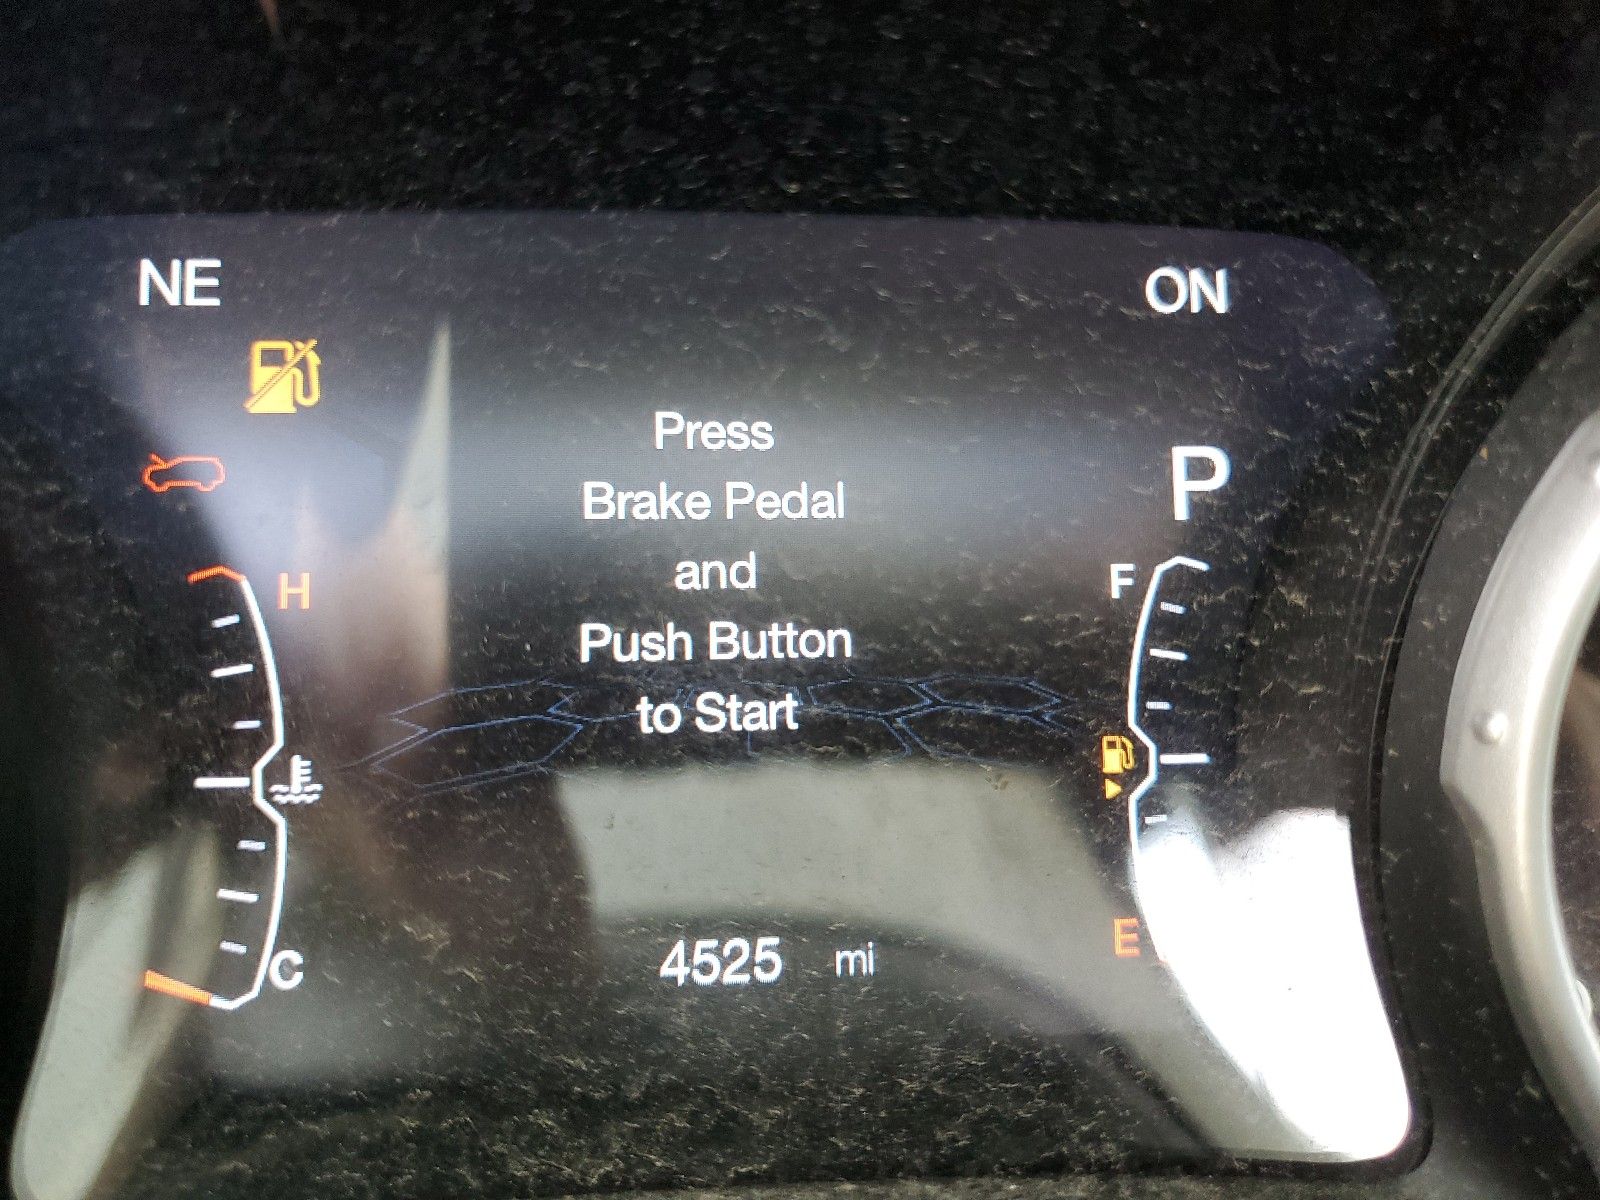 NE
ON
Press
Brake Pedal
P
and
H
F
Push Button
to Start
E
C
4525 mi